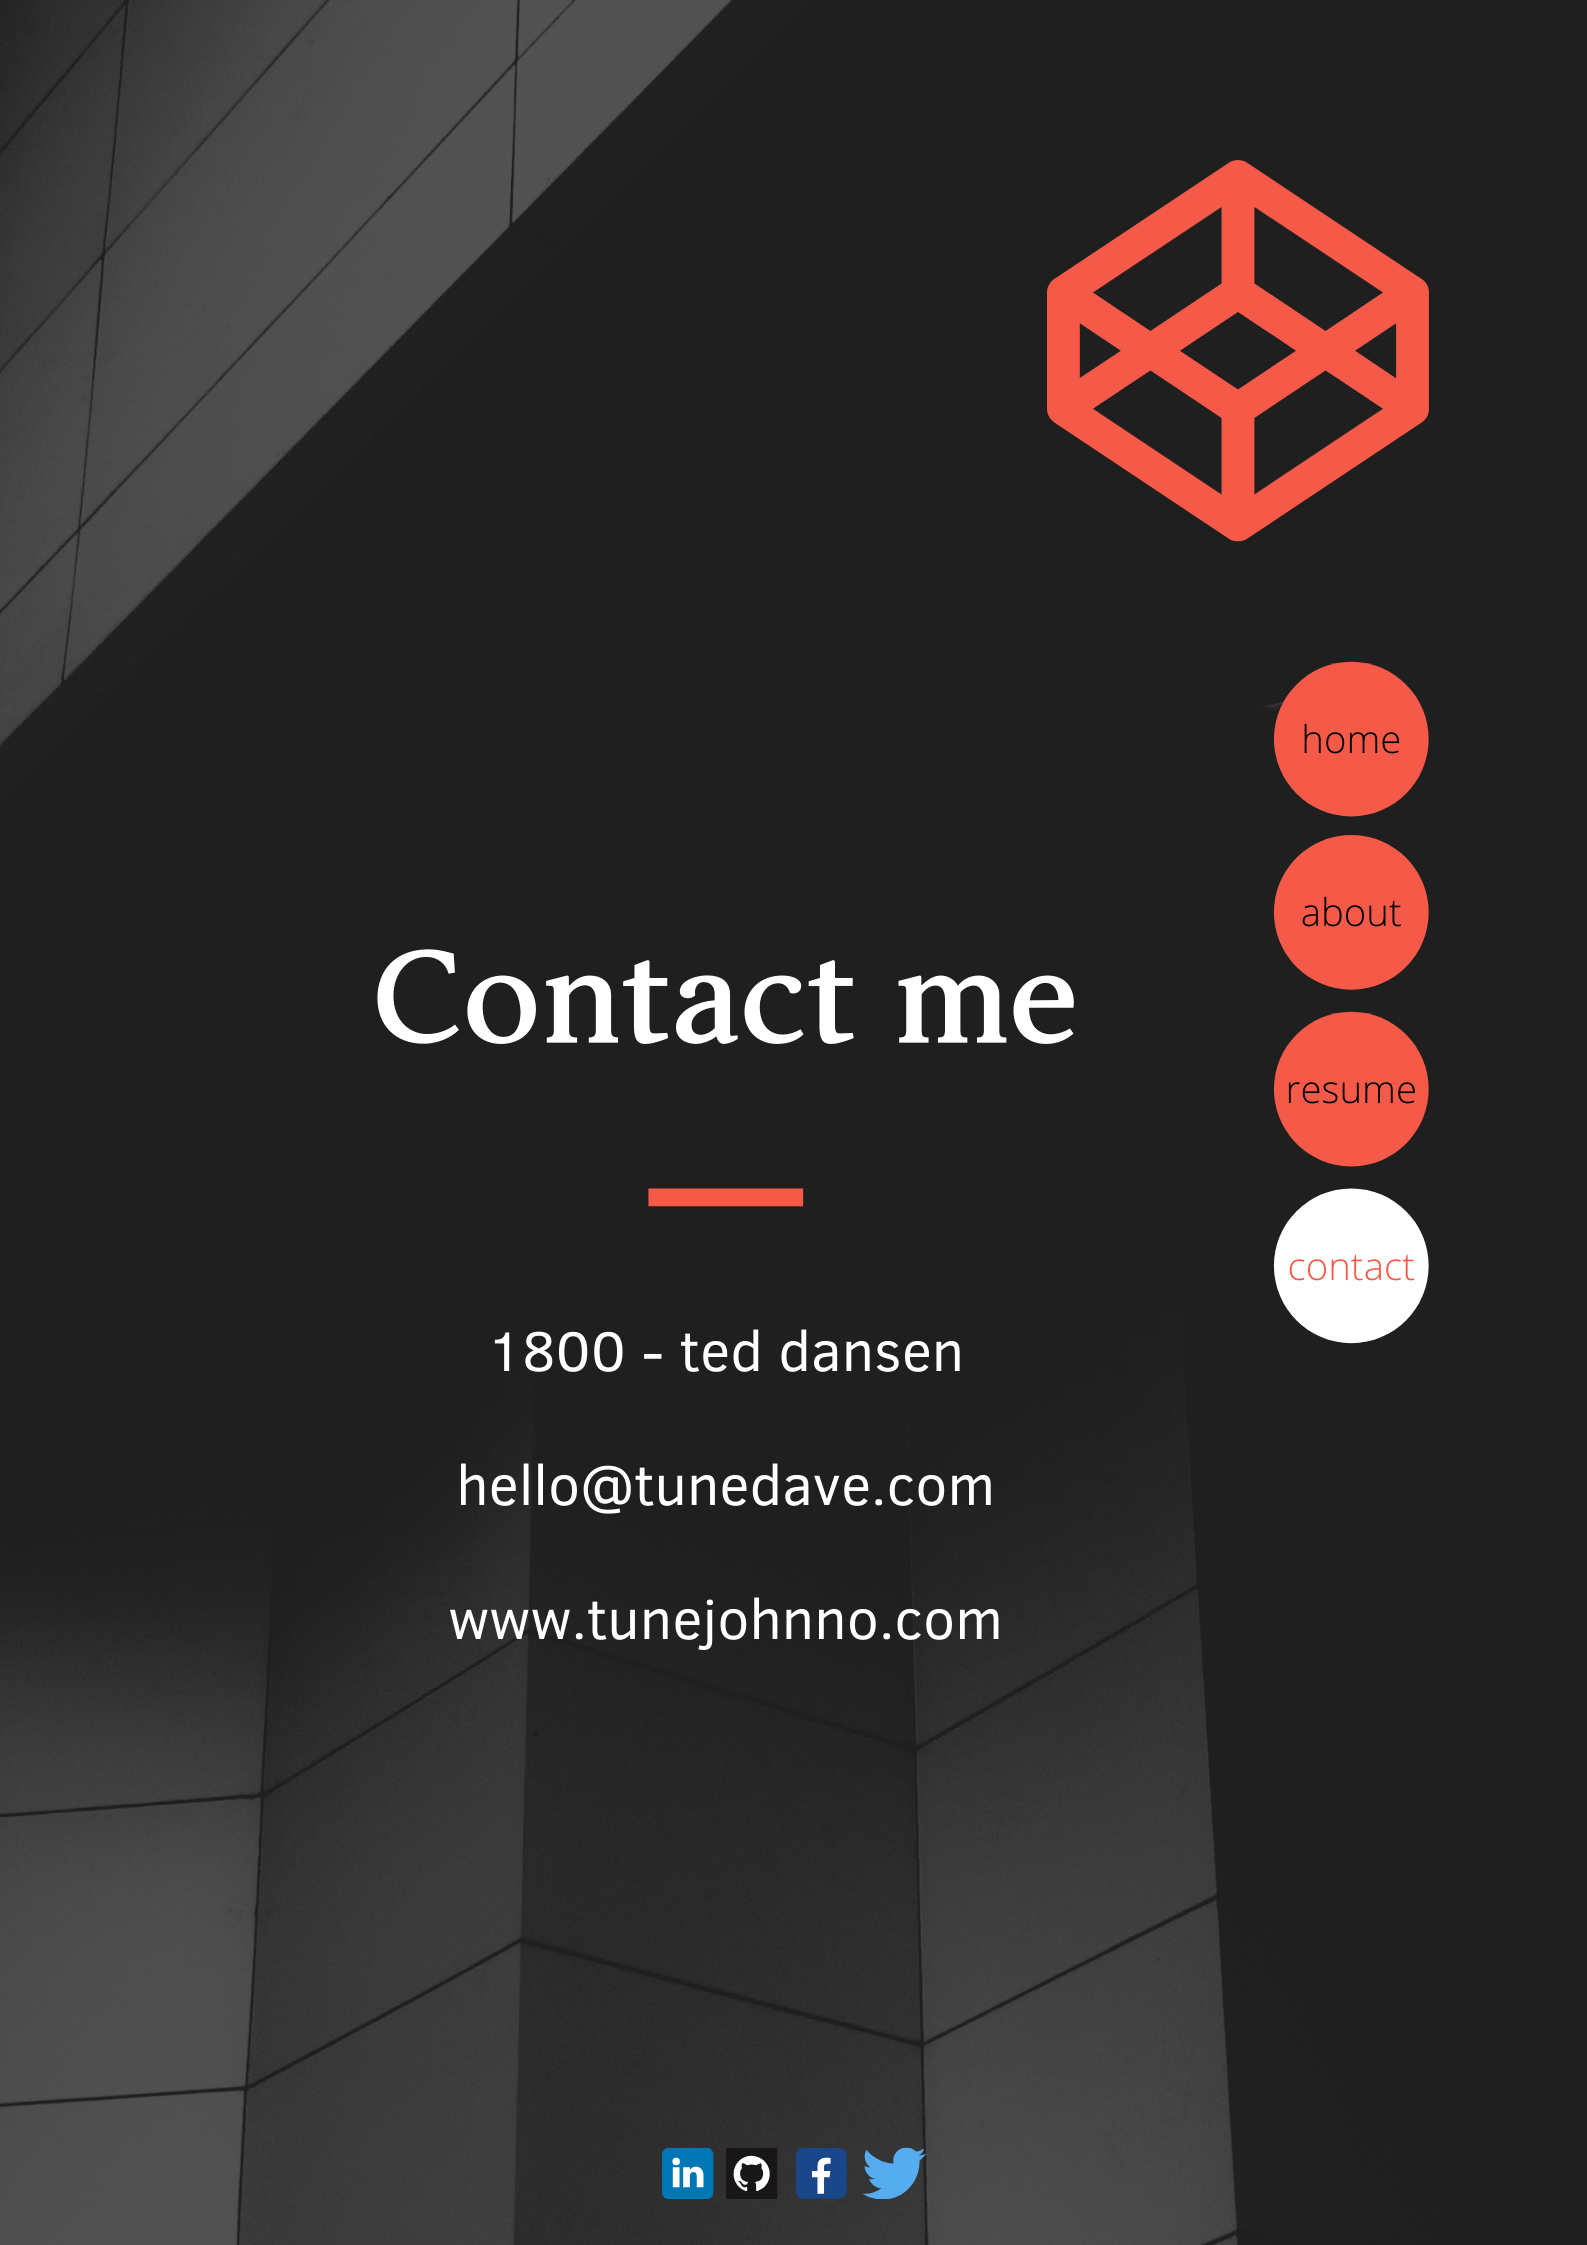 home
about
Contact me
resume
contact
1800 - ted dansen
hello@tunedave.com
www.tunejohnno.com
in
f